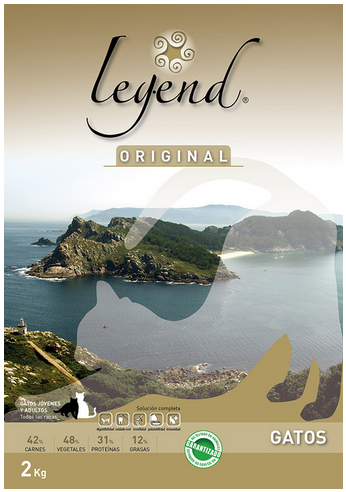 legend®
ORIGINAL
GATOS JÓVENES
Y ADULTOS
Todas las razas
Solución completa
42% 48% 31% 12%
CARNES VEGETALES PROTEÍNAS GRASAS
GARANTIZADO
GATOS
2 Kg